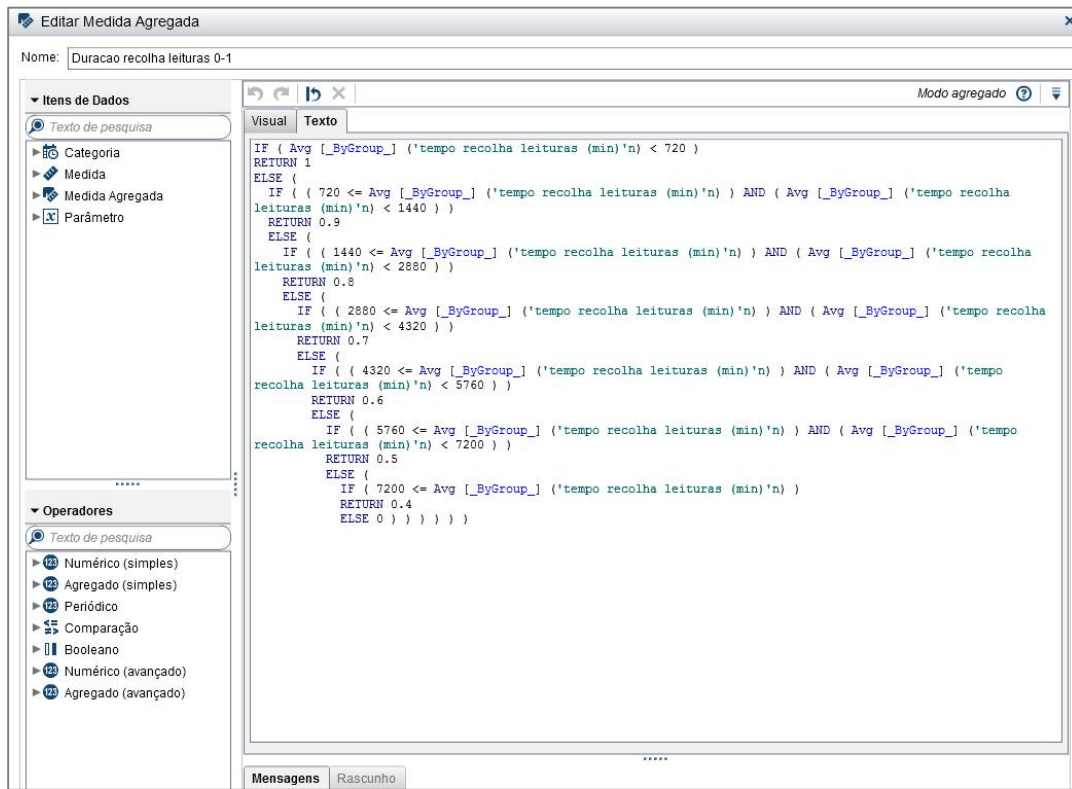 Editar Medida Agregada
Nome: Duracao recolha leituras 0-1
Itens de Dados
Texto de pesquisa
Categoria
Medida
Medida Agregada
Parâmetro
Operadores
Texto de pesquisa
Numérico (simples)
Agregado (simples)
Periódico
Comparação
Booleano
Numérico (avançado)
Agregado (avançado)
Modo agregado
Visual Texto
IF ( Avg [_ByGroup_] ('tempo recolha leituras (min)'n) < 720 )
RETURN 1
ELSE (
IF ( ( 720 <= Avg [_ByGroup_] ('tempo recolha leituras (min)'n) ) AND ( Avg [_ByGroup_] ('tempo recolha
leituras (min)'n) < 1440 ) )
RETURN 0.9
ELSE (
IF ( ( 1440 <= Avg [_ByGroup_] ('tempo recolha leituras (min)'n) ) AND ( Avg [_ByGroup_] ('tempo recolha
leituras (min)'n) < 2880 ) )
RETURN 0.8
ELSE (
IF ( ( 2880 <= Avg [_ByGroup_] ('tempo recolha leituras (min)'n) ) AND ( Avg [_ByGroup_] ('tempo recolha
leituras (min)'n) < 4320 ) )
RETURN 0.7
ELSE (
IF ( ( 4320 <= Avg [_ByGroup_] ('tempo recolha leituras (min)'n) ) AND ( Avg [_ByGroup_] ('tempo
recolha leituras (min)'n) < 5760 ) )
RETURN 0.6
ELSE (
IF ( ( 5760 <= Avg [_ByGroup_] ('tempo recolha leituras (min)'n) ) AND ( Avg [_ByGroup_] ('tempo
recolha leituras (min)'n) < 7200 ) )
RETURN 0.5
ELSE (
IF ( 7200 <= Avg [_ByGroup_] ('tempo recolha leituras (min)'n) )
RETURN 0.4
ELSE 0 ) ) ) ) ) )
Mensagens Rascunho